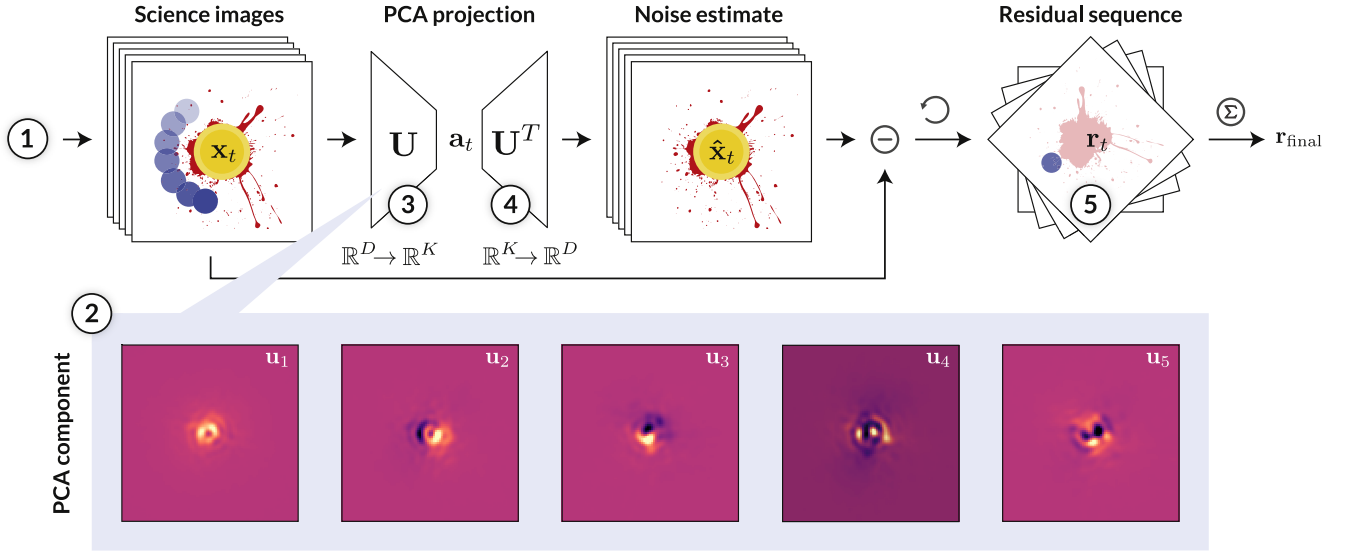 Science images
PCA projection
Noise estimate
Residual sequence
1
x_t
U
a_t
U^T
x̂_t
−
r_t
Σ
r_final
3
4
5
ℝ^D → ℝ^K
ℝ^K → ℝ^D
2
PCA component
u_1
u_2
u_3
u_4
u_5